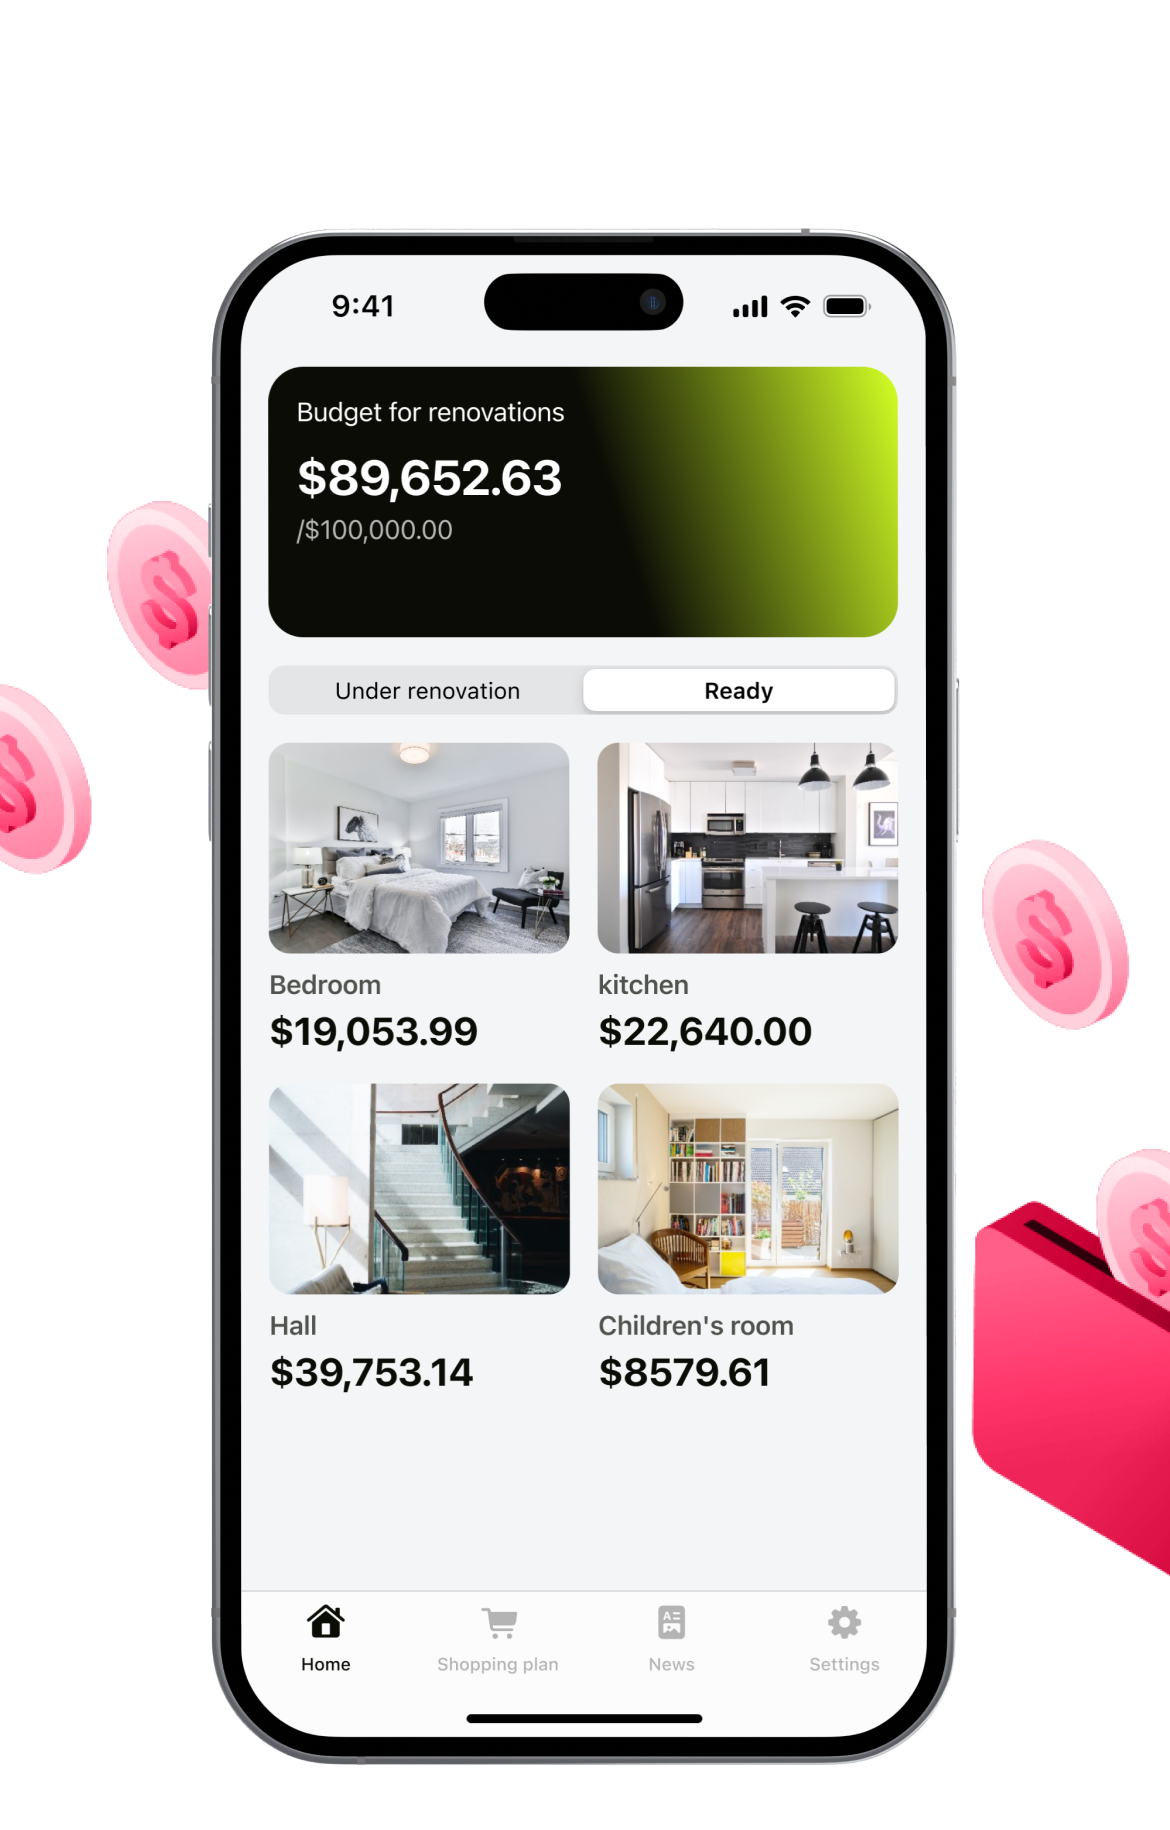 9:41
Budget for renovations
$89,652.63
/$100,000.00
Under renovation
Ready
Bedroom
$19,053.99
kitchen
$22,640.00
Hall
$39,753.14
Children's room
$8579.61
Home
Shopping plan
News
Settings